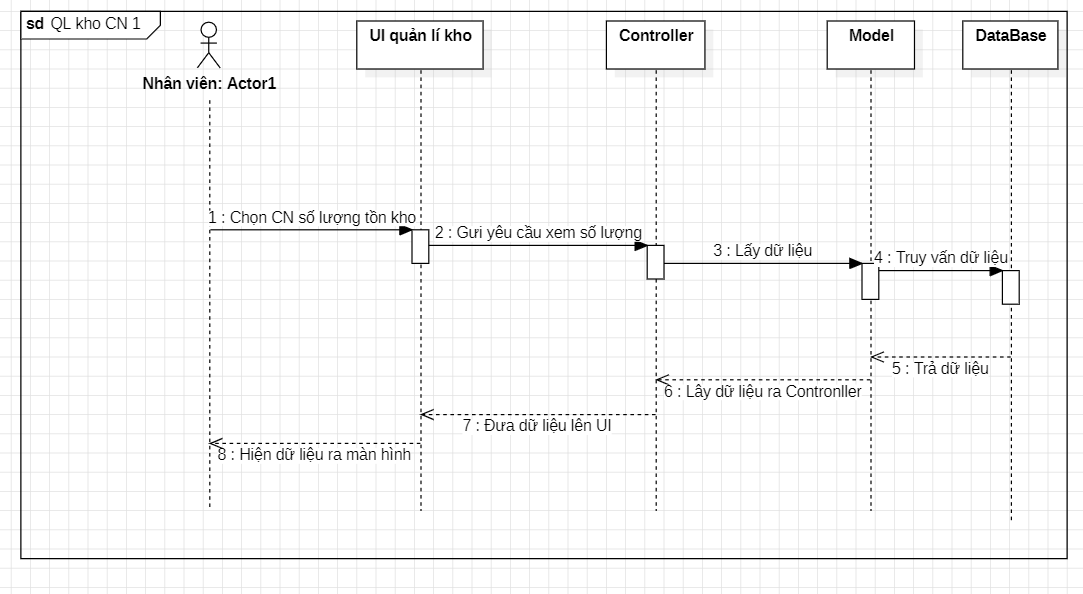 sd QL kho CN 1
UI quản lí kho
Controller
Model
DataBase
Nhân viên: Actor1
1 : Chọn CN số lượng tồn kho
2 : Gưi yêu cầu xem số lượng
3 : Lấy dữ liệu
4 : Truy vấn dữ liệu
5 : Trả dữ liệu
6 : Lây dữ liệu ra Contronller
7 : Đưa dữ liệu lên UI
8 : Hiện dữ liệu ra màn hình